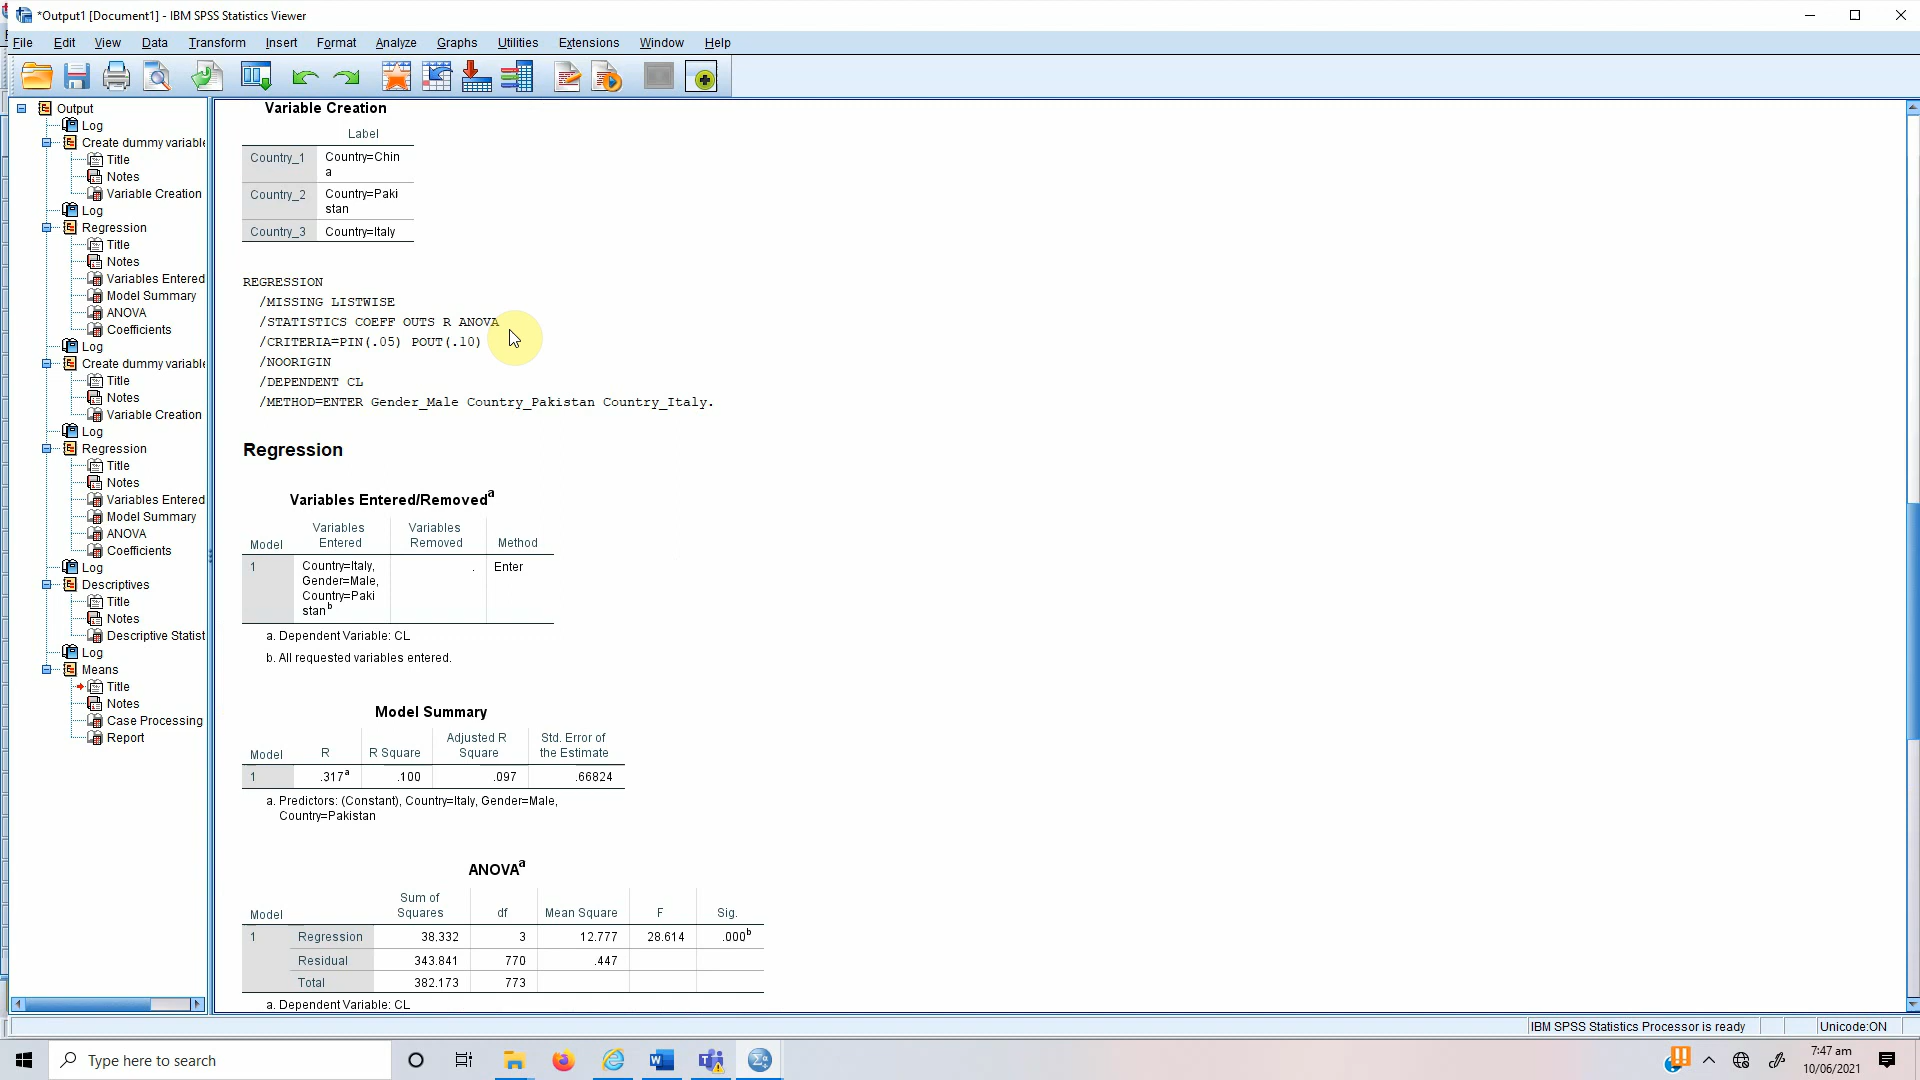 *Output1 [Document1] - IBM SPSS Statistics Viewer
File Edit View Data Transform Insert Format Analyze Graphs Utilities Extensions Window Help
Output
Log
Create dummy variable
Title
Notes
Variable Creation
Log
Regression
Title
Notes
Variables Entered
Model Summary
ANOVA
Coefficients
Log
Create dummy variable
Title
Notes
Variable Creation
Log
Regression
Title
Notes
Variables Entered
Model Summary
ANOVA
Coefficients
Log
Descriptives
Title
Notes
Descriptive Statist
Log
Means
Title
Notes
Case Processing
Report
Variable Creation
Label
Country_1 Country=Chin
a
Country_2 Country=Paki
stan
Country_3 Country=Italy
REGRESSION
/MISSING LISTWISE
/STATISTICS COEFF OUTS R ANOVA
/CRITERIA=PIN(.05) POUT(.10)
/NOORIGIN
/DEPENDENT CL
/METHOD=ENTER Gender_Male Country_Pakistan Country_Italy.
Regression
Variables Entered/Removed a
Variables Variables
Model Entered Removed Method
1 Country=Italy, . Enter
Gender=Male,
Country=Paki
stan b
a. Dependent Variable: CL
b. All requested variables entered.
Model Summary
Adjusted R Std. Error of
Model R R Square Square the Estimate
1 .317a .100 .097 .66824
a. Predictors: (Constant), Country=Italy, Gender=Male,
Country=Pakistan
ANOVA a
Sum of
Model Squares df Mean Square F Sig.
1 Regression 38.332 3 12.777 28.614 .000b
Residual 343.841 770 .447
Total 382.173 773
a. Dependent Variable: CL
IBM SPSS Statistics Processor is ready Unicode:ON
Type here to search
7:47 am
10/06/2021